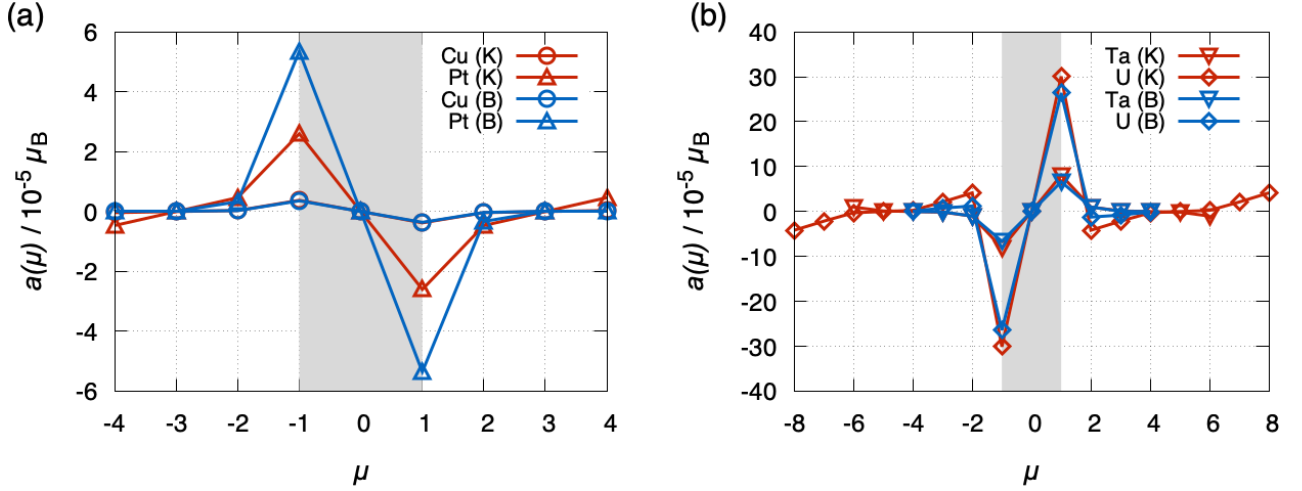 (a)
a(μ) / 10⁻⁵ μ_B
6
4
2
0
-2
-4
-6
Cu (K)
Pt (K)
Cu (B)
Pt (B)
-4 -3 -2 -1 0 1 2 3 4
μ
(b)
a(μ) / 10⁻⁵ μ_B
40
30
20
10
0
-10
-20
-30
-40
Ta (K)
U (K)
Ta (B)
U (B)
-8 -6 -4 -2 0 2 4 6 8
μ